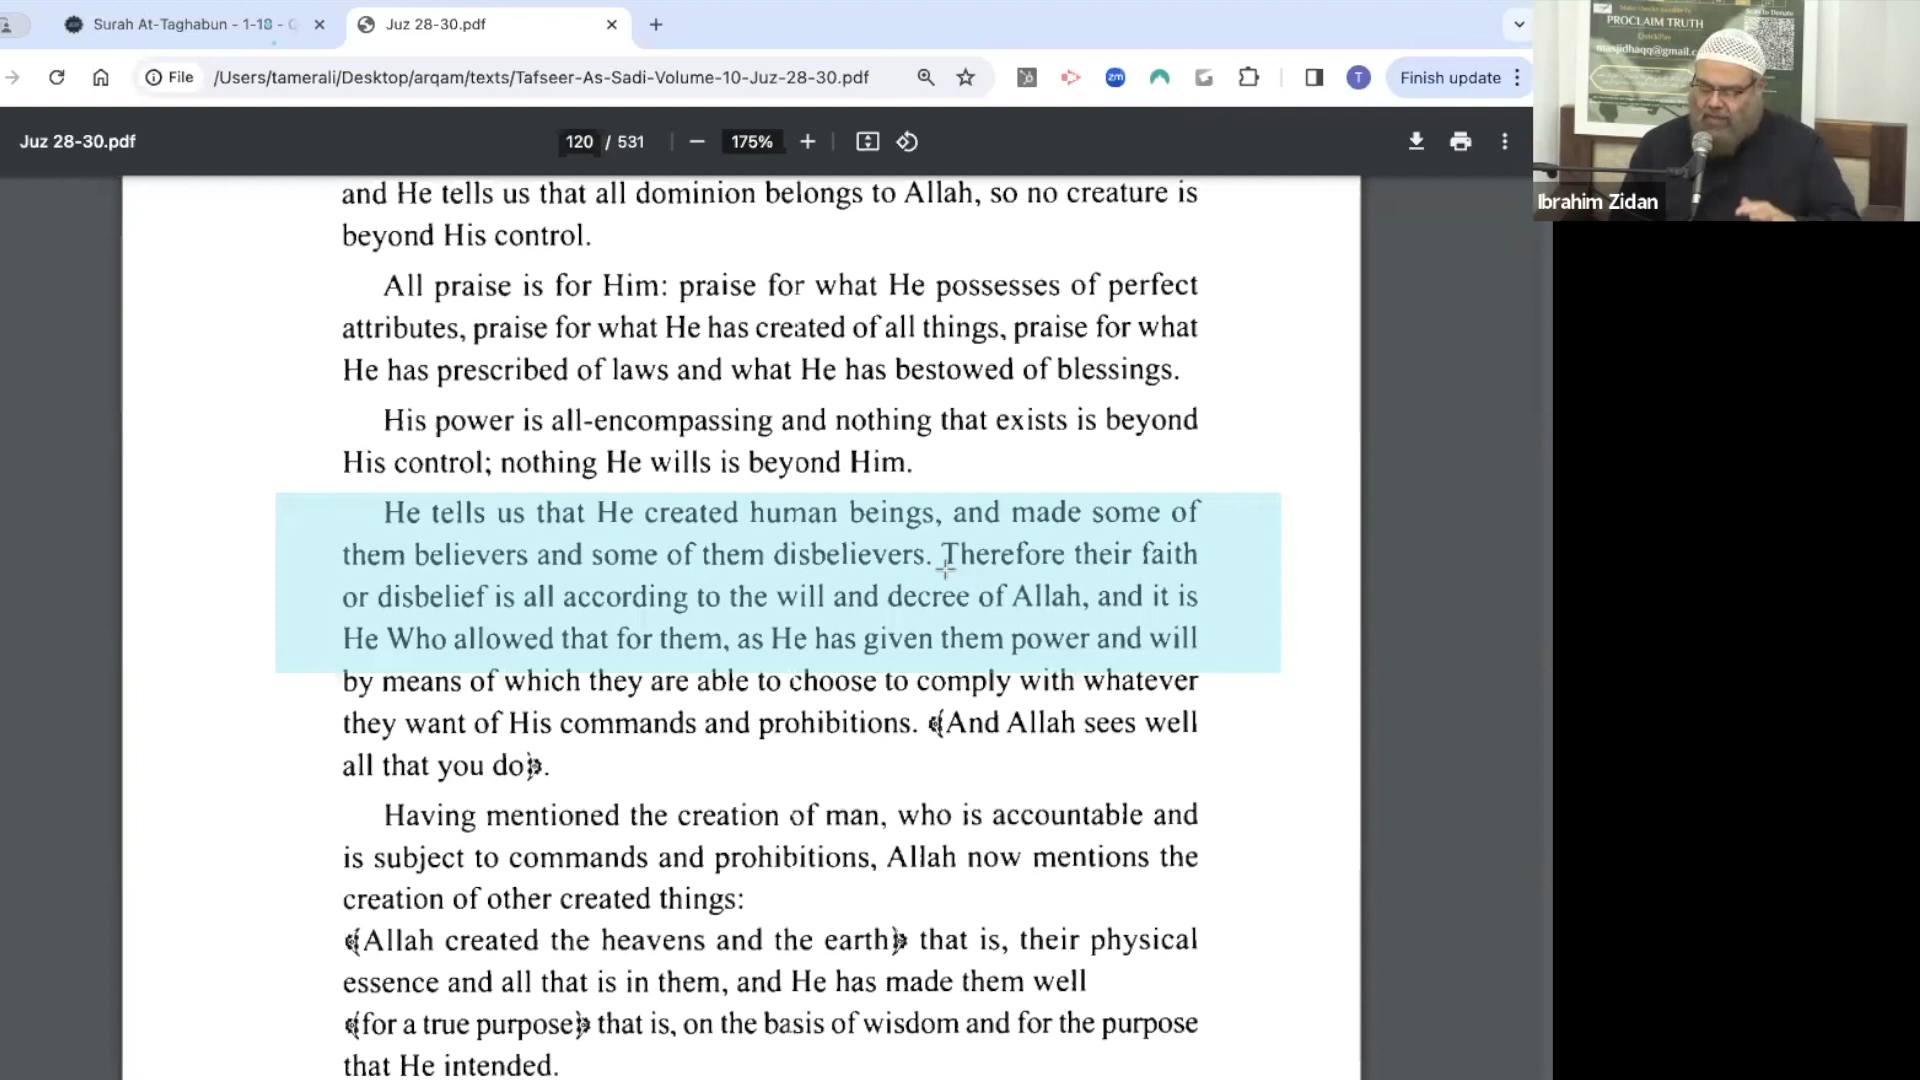 Surah At-Taghabun - 1-18 -
Juz 28-30.pdf
File
/Users/tamerali/Desktop/arqam/texts/Tafseer-As-Sadi-Volume-10-Juz-28-30.pdf
zm
T
Finish update
Juz 28-30.pdf
120 / 531
175%
PROCLAIM TRUTH
QuickPay
masjidhaqq@gmail.c
Ibrahim Zidan
and He tells us that all dominion belongs to Allah, so no creature is
beyond His control.
All praise is for Him: praise for what He possesses of perfect
attributes, praise for what He has created of all things, praise for what
He has prescribed of laws and what He has bestowed of blessings.
His power is all-encompassing and nothing that exists is beyond
His control; nothing He wills is beyond Him.
He tells us that He created human beings, and made some of
them believers and some of them disbelievers. Therefore their faith
or disbelief is all according to the will and decree of Allah, and it is
He Who allowed that for them, as He has given them power and will
by means of which they are able to choose to comply with whatever
they want of His commands and prohibitions. ﴾And Allah sees well
all that you do﴿.
Having mentioned the creation of man, who is accountable and
is subject to commands and prohibitions, Allah now mentions the
creation of other created things:
﴾Allah created the heavens and the earth﴿ that is, their physical
essence and all that is in them, and He has made them well
﴾for a true purpose﴿ that is, on the basis of wisdom and for the purpose
that He intended.